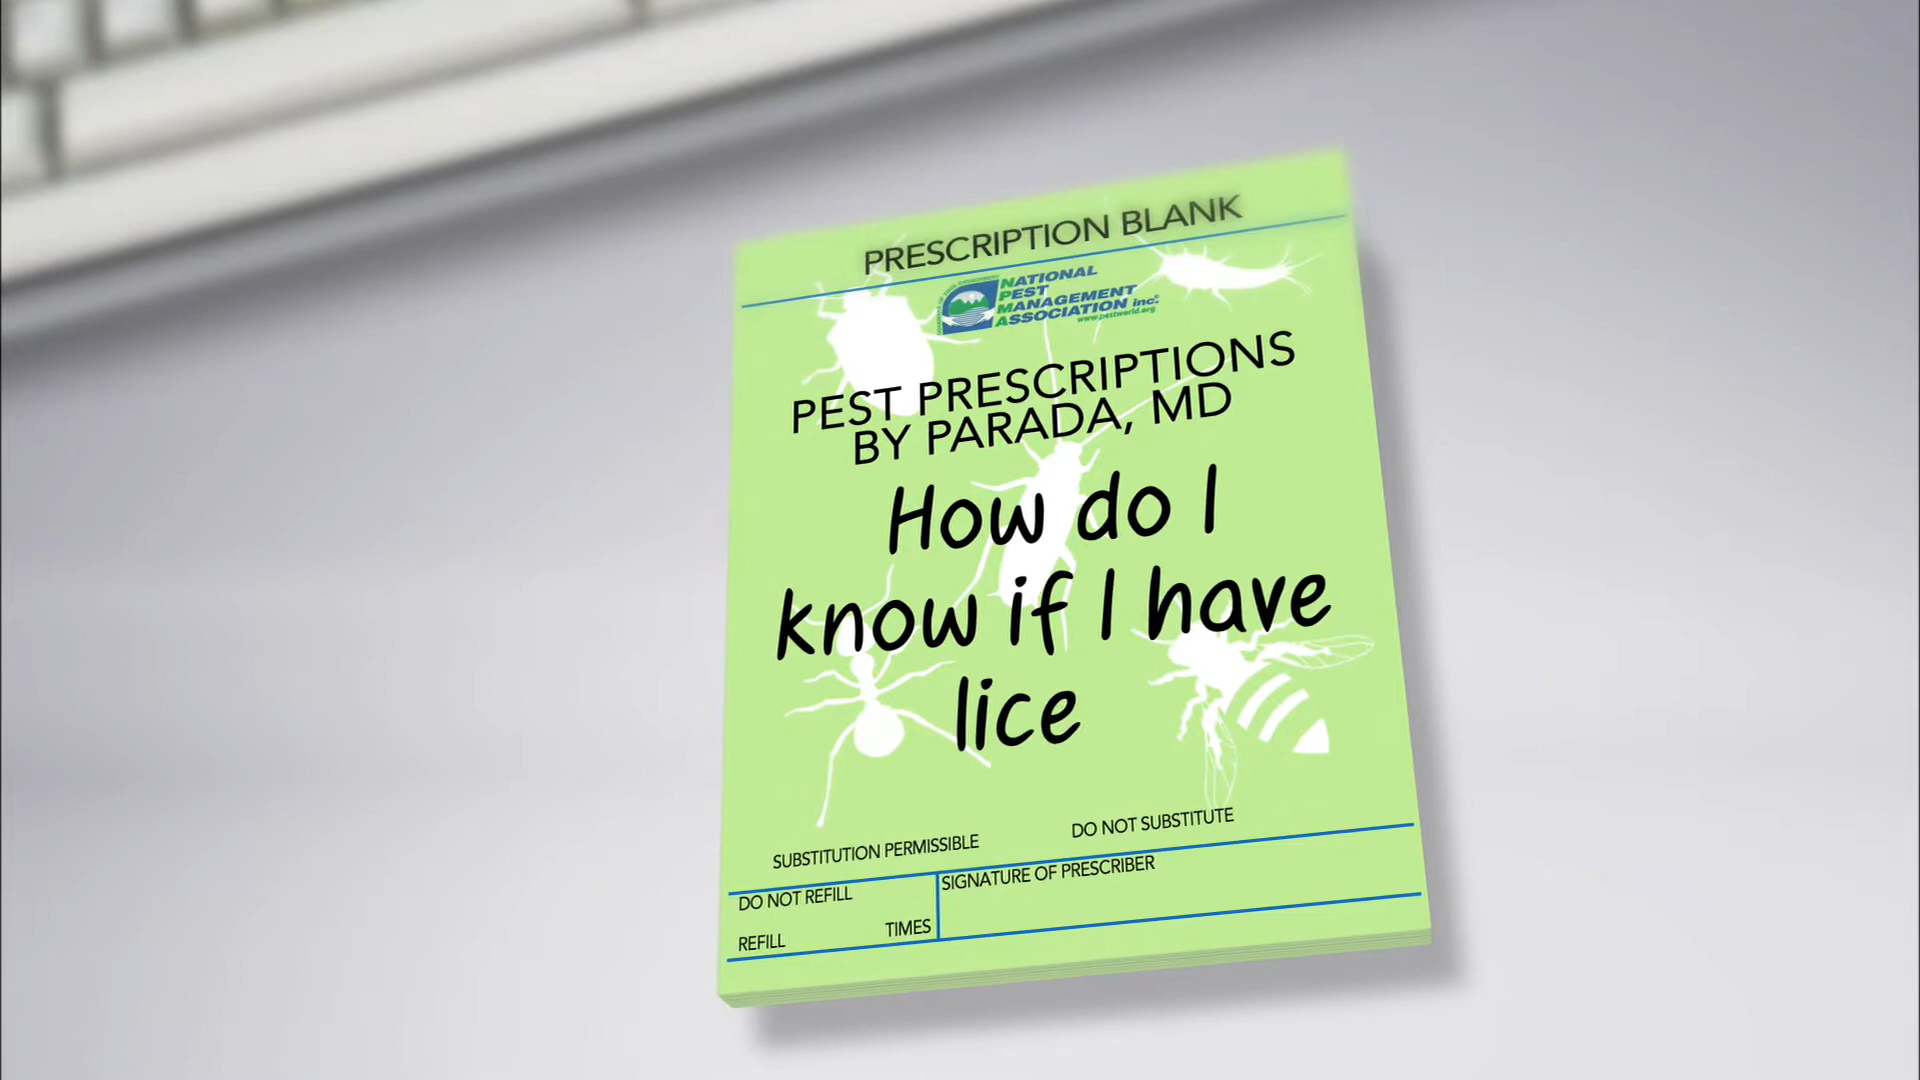 PRESCRIPTION BLANK
NATIONAL
PEST
MANAGEMENT
ASSOCIATION inc.
www.pestworld.org
PEST PRESCRIPTIONS
BY PARADA, MD
How do I
know if I have
lice
SUBSTITUTION PERMISSIBLE
DO NOT SUBSTITUTE
DO NOT REFILL
SIGNATURE OF PRESCRIBER
REFILL
TIMES